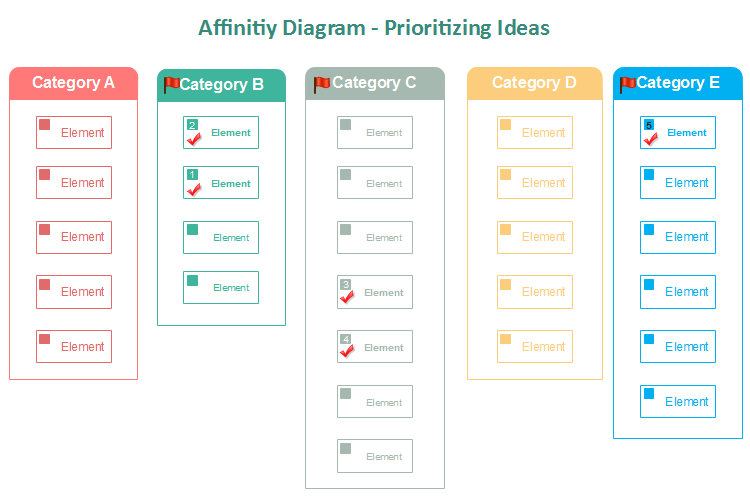 Affinitiy Diagram - Prioritizing Ideas
Category A
Element
Element
Element
Element
Element
Category B
2
Element
1
Element
Element
Element
Category C
Element
Element
Element
3
Element
4
Element
Element
Element
Category D
Element
Element
Element
Element
Element
Category E
5
Element
Element
Element
Element
Element
Element